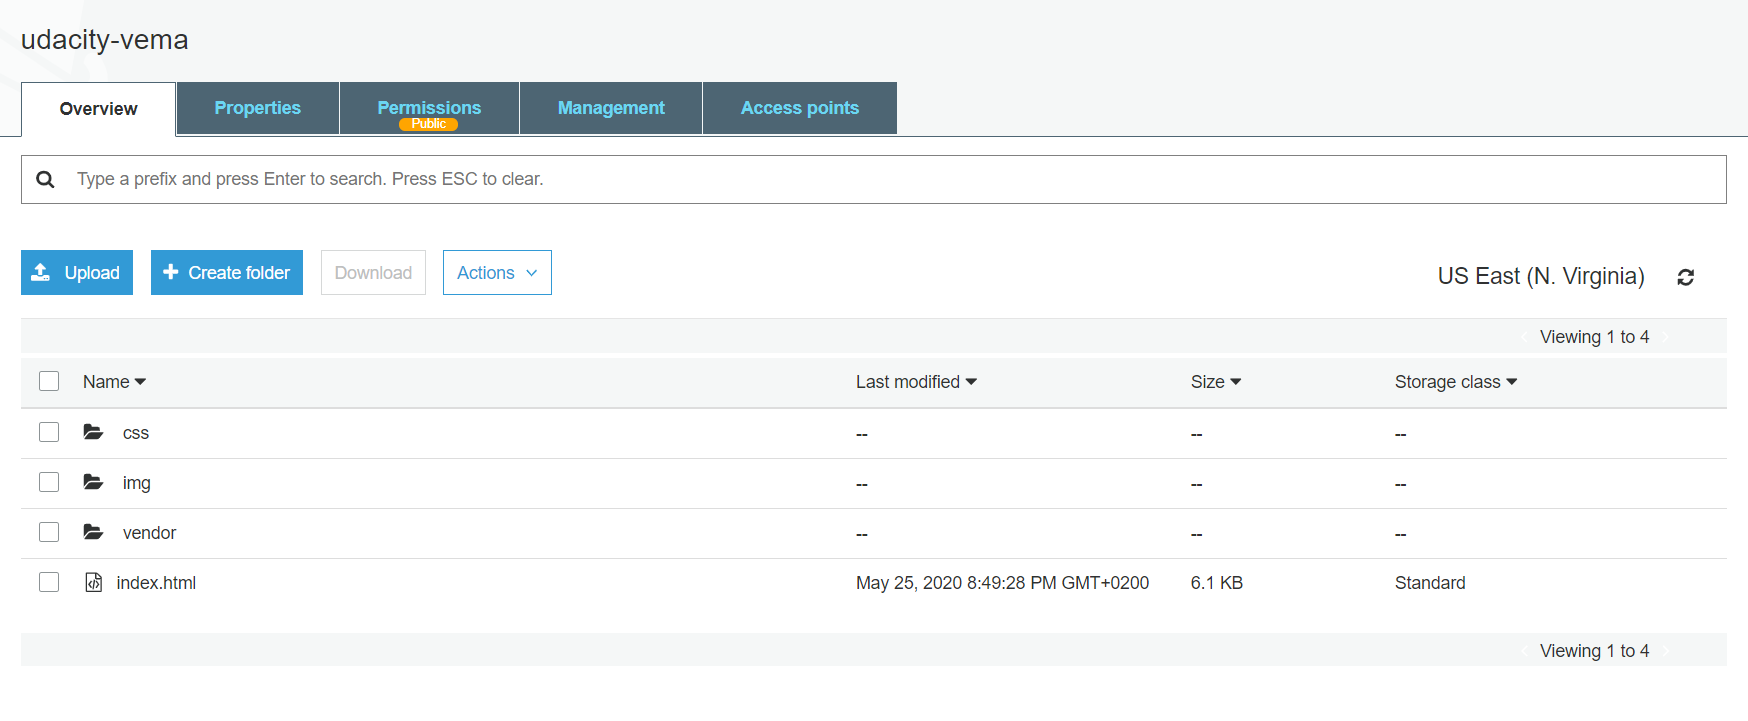 udacity-vema
Overview Properties Permissions Management Access points
Public
Type a prefix and press Enter to search. Press ESC to clear.
Upload Create folder Download Actions US East (N. Virginia)
Viewing 1 to 4
Name Last modified Size Storage class
css -- -- --
img -- -- --
vendor -- -- --
index.html May 25, 2020 8:49:28 PM GMT+0200 6.1 KB Standard
Viewing 1 to 4